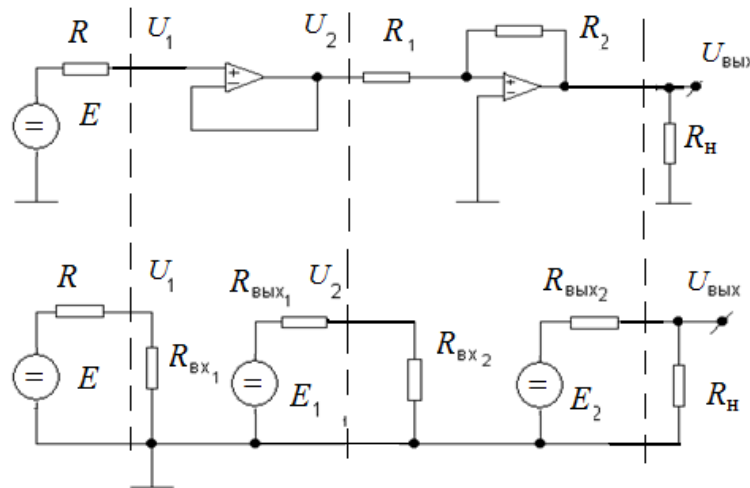 R U₁ U₂ R₁ R₂ Uвых
+ − + −
= E Rн
R U₁ Rвых₁ U₂ Rвых₂ Uвых
Rвх₁ Rвх₂
= E = E₁ = E₂ Rн